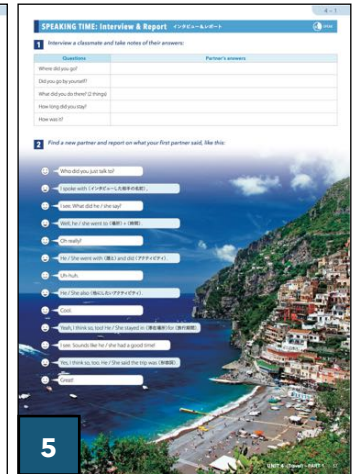 4 - 1
SPEAKING TIME: Interview & Report インタビュー&レポート
1 Interview a classmate and take notes of their answers:
Questions Partner's answers
Where did you go?
Did you go by yourself?
What did you do there? (2 things)
How long did you stay?
How was it?
2 Find a new partner and report on what your first partner said, like this:
Who did you just talk to?
I spoke with (インタビューした相手の名前).
I see. What did he / she say?
Well, he / she went to (場所) + (時間).
Oh really?
He / She went with (誰と) and did (アクティビティ).
Uh-huh.
He / She also (他にしたいアクティビティ).
Cool.
Yeah, I think so, too! He / She stayed in (滞在場所) for (旅行期間).
I see. Sounds like he / she had a good time!
Yes, I think so, too. He / She said the trip was (形容詞).
Great!
5
UNIT 4 (Travel) - PART 1